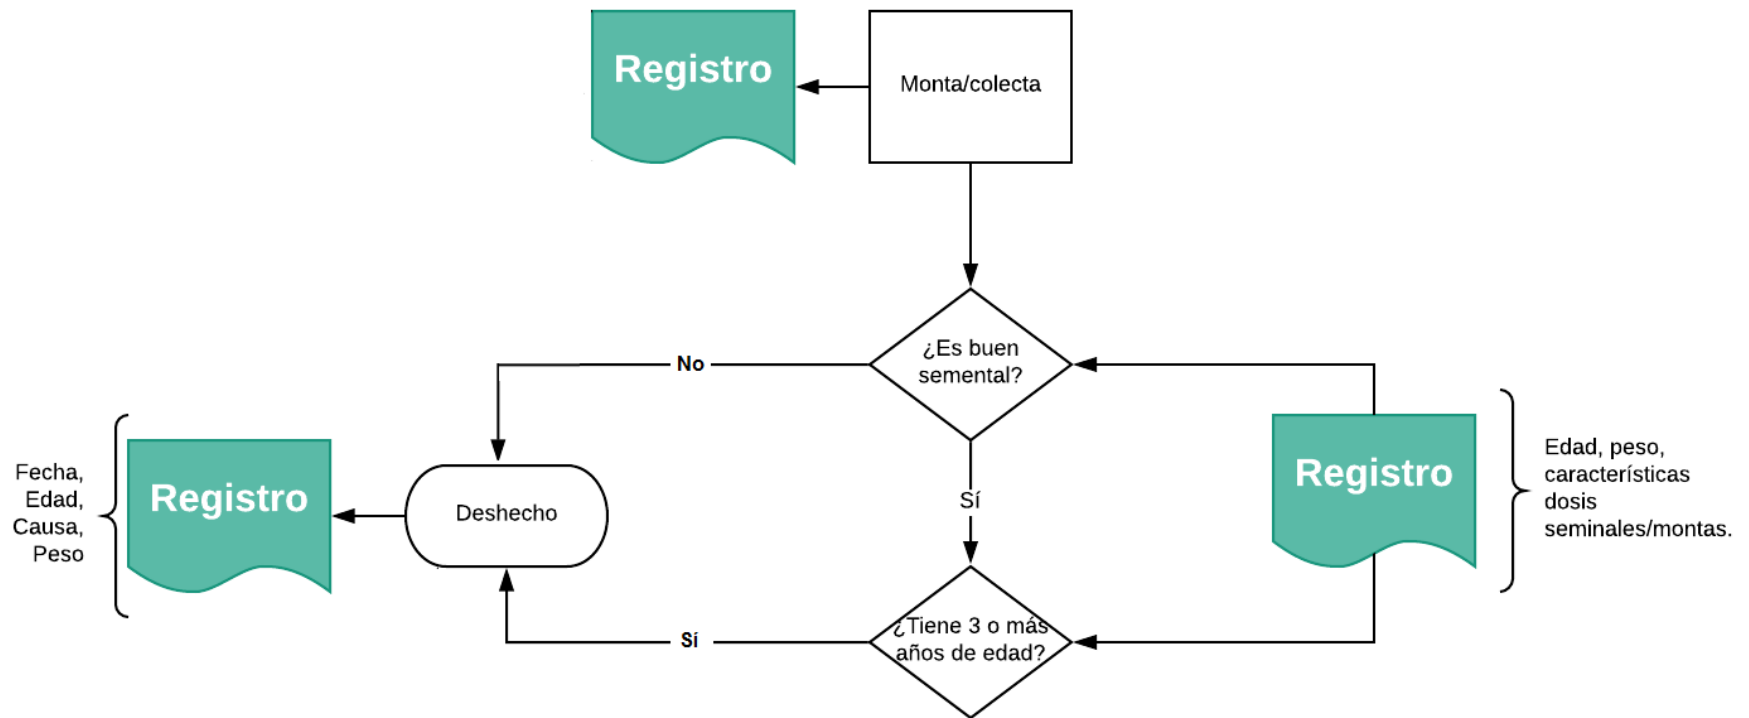 Registro
Monta/colecta
¿Es buen
semental?
No
Sí
Fecha,
Edad,
Causa,
Peso
Registro
Deshecho
Registro
Edad, peso,
características
dosis
seminales/montas.
¿Tiene 3 o más
años de edad?
Sí